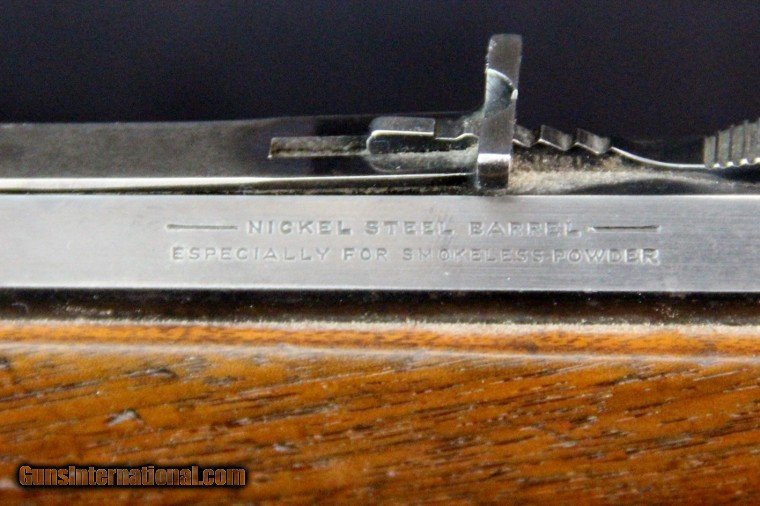 NICKEL STEEL BARREL
ESPECIALLY FOR SMOKELESS POWDER
GunsInternational.com